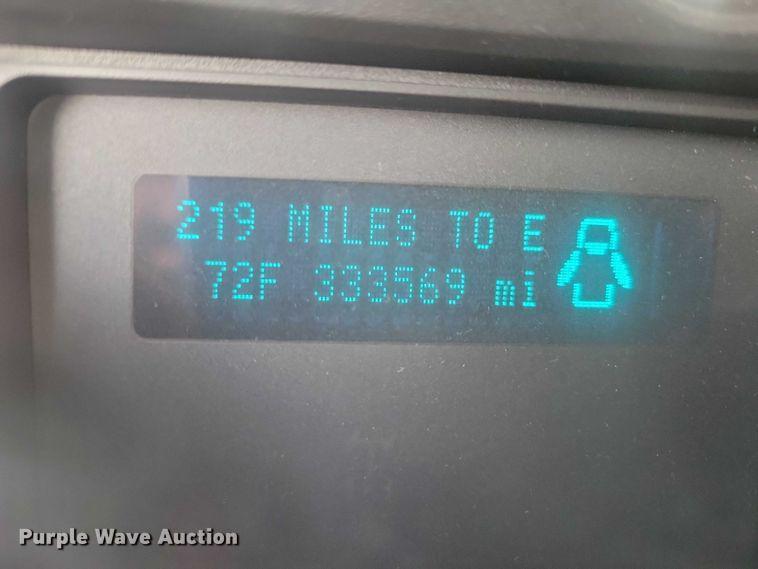 219 MILES TO E
72F 333569 mi
Purple Wave Auction